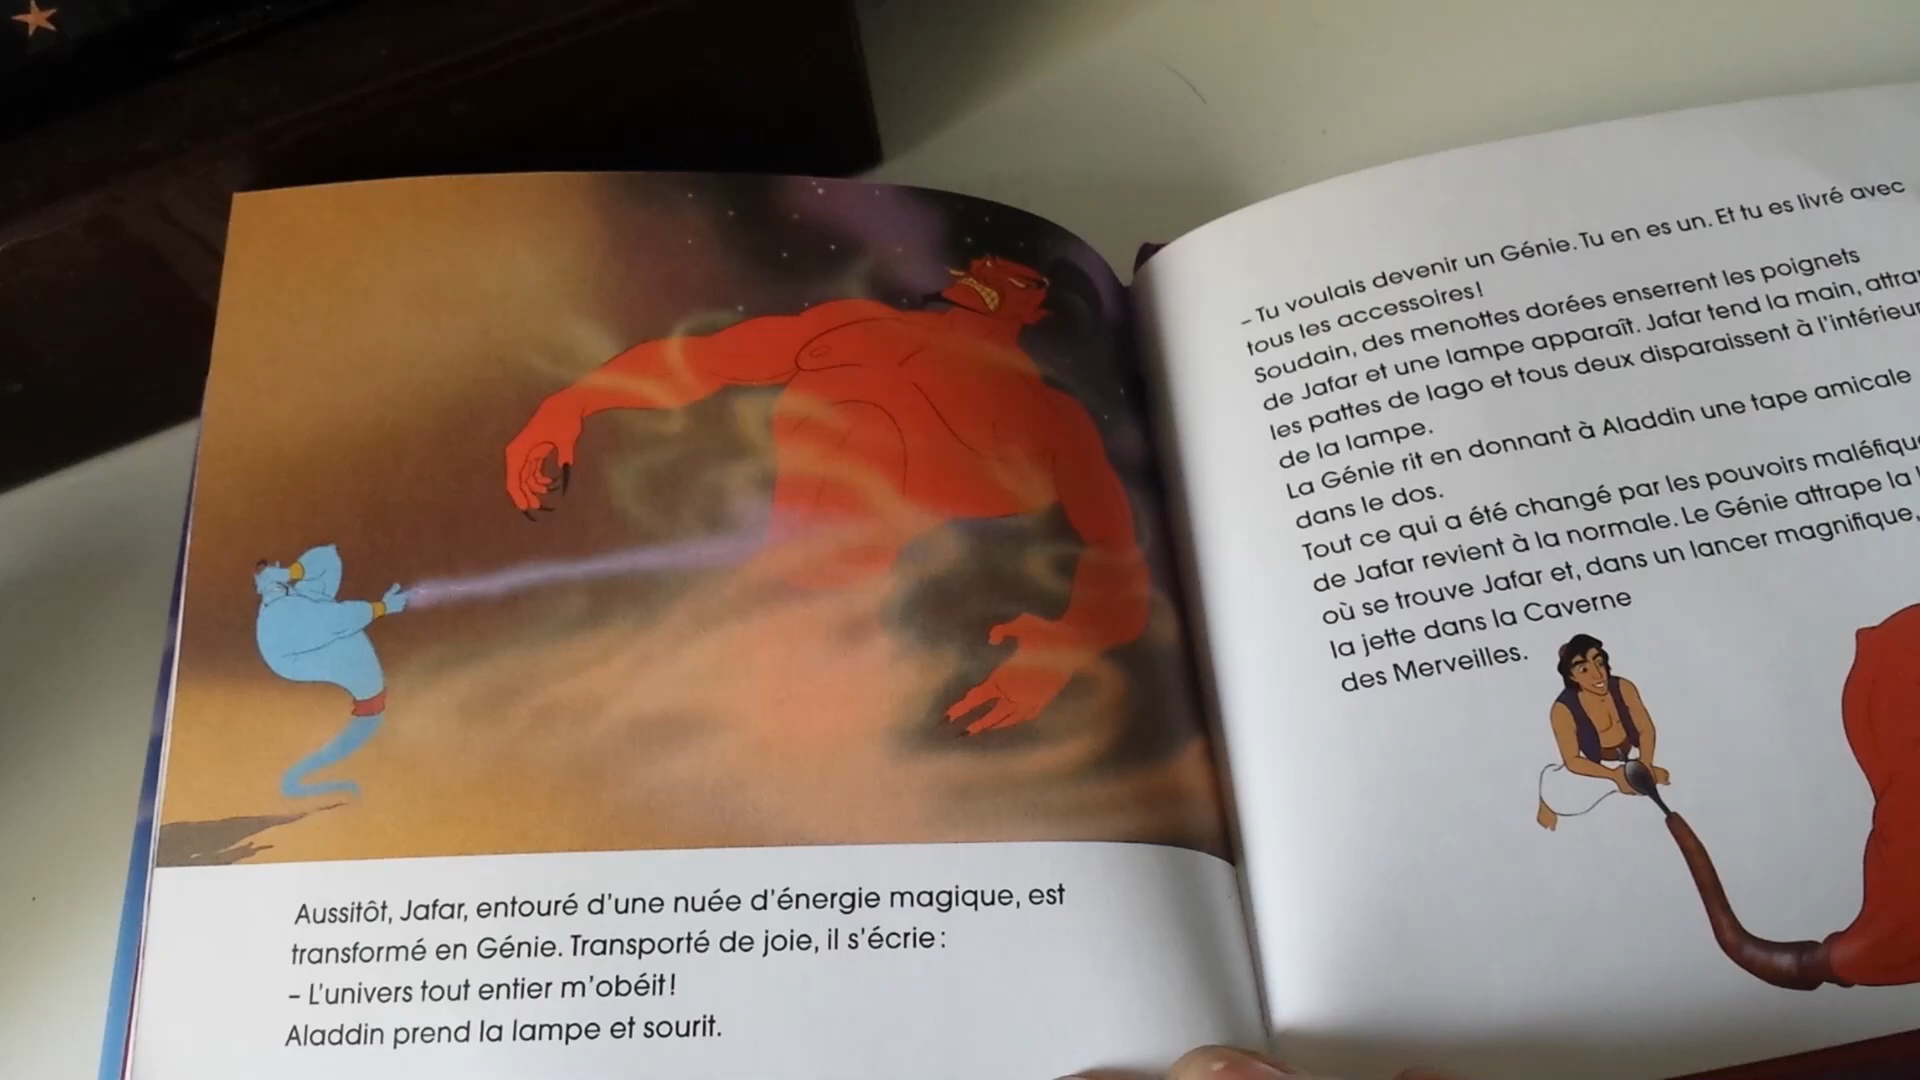 Aussitôt, Jafar, entouré d'une nuée d'énergie magique, est
transformé en Génie. Transporté de joie, il s'écrie :
– L'univers tout entier m'obéit !
Aladdin prend la lampe et sourit.
– Tu voulais devenir un Génie. Tu en es un. Et tu es livré avec
tous les accessoires !
Soudain, des menottes dorées enserrent les poignets
de Jafar et une lampe apparaît. Jafar tend la main,
les pattes de Iago et tous deux disparaissent à l'intérieur
de la lampe.
La Génie rit en donnant à Aladdin une tape amicale
dans le dos.
Tout ce qui a été changé par les pouvoirs
de Jafar revient à la normale. Le Génie attrape la
où se trouve Jafar et, dans un lancer magnifique,
la jette dans la Caverne
des Merveilles.